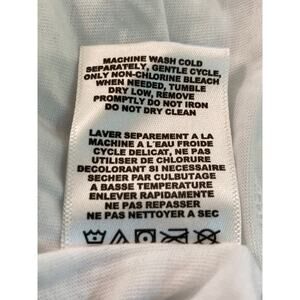 MACHINE WASH COLD
SEPARATELY, GENTLE CYCLE,
ONLY NON-CHLORINE BLEACH
WHEN NEEDED, TUMBLE
DRY LOW, REMOVE
PROMPTLY DO NOT IRON
DO NOT DRY CLEAN
LAVER SEPAREMENT A LA
MACHINE A L'EAU FROIDE
CYCLE DELICAT, NE PAS
UTILISER DE CHLORURE
DECOLORANT SI NECESSAIRE
SECHER PAR CULBUTAGE
A BASSE TEMPERATURE
ENLEVER RAPIDEMENT
NE PAS REPASSER
NE PAS NETTOYER A SEC